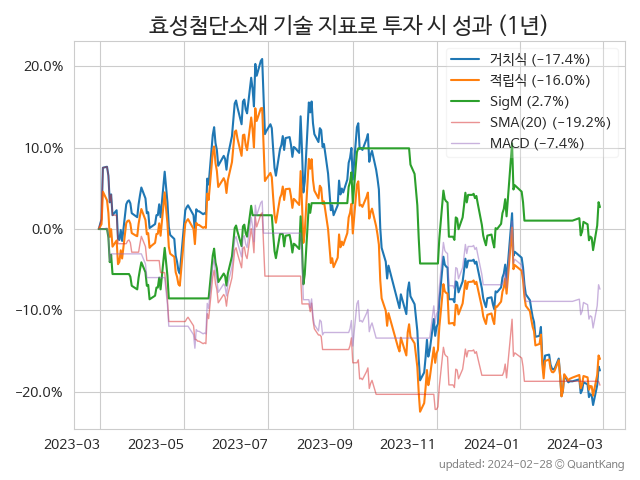 효성첨단소재 기술 지표로 투자 시 성과 (1년)
거치식 (−17.4%)
적립식 (−16.0%)
SigM (2.7%)
SMA(20) (−19.2%)
MACD (−7.4%)
20.0%
10.0%
0.0%
−10.0%
−20.0%
2023-03 2023-05 2023-07 2023-09 2023-11 2024-01 2024-03
updated: 2024-02-28 © QuantKang